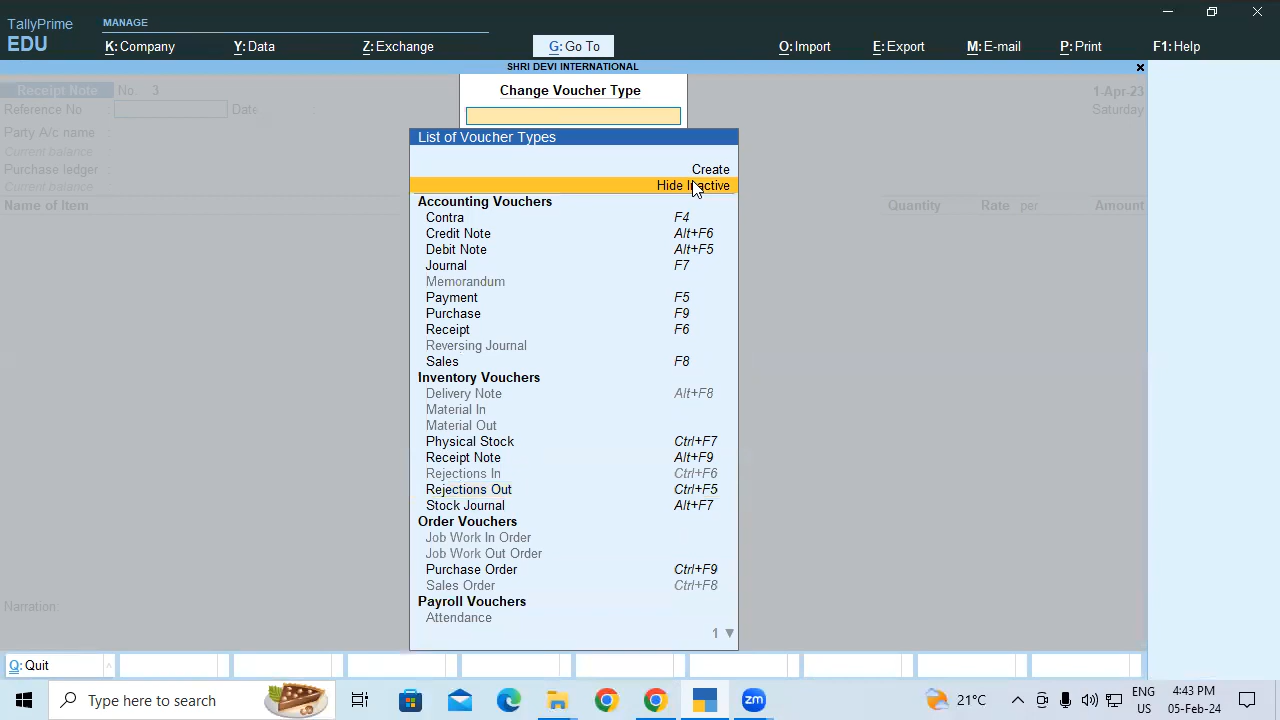 TallyPrime
EDU
MANAGE
K: Company Y: Data Z: Exchange G: Go To O: Import E: Export M: E-mail P: Print F1: Help
SHRI DEVI INTERNATIONAL
Receipt Note No. 3 1-Apr-23
Reference No. Date Saturday
Party A/c name :
Current balance :
Purchase ledger :
Current balance :
Name of Item Quantity Rate per Amount
Change Voucher Type
List of Voucher Types
Create
Hide Inactive
Accounting Vouchers
Contra F4
Credit Note Alt+F6
Debit Note Alt+F5
Journal F7
Memorandum
Payment F5
Purchase F9
Receipt F6
Reversing Journal
Sales F8
Inventory Vouchers
Delivery Note Alt+F8
Material In
Material Out
Physical Stock Ctrl+F7
Receipt Note Alt+F9
Rejections In Ctrl+F6
Rejections Out Ctrl+F5
Stock Journal Alt+F7
Order Vouchers
Job Work In Order
Job Work Out Order
Purchase Order Ctrl+F9
Sales Order Ctrl+F8
Payroll Vouchers
Attendance
1 ▼
Narration
Q: Quit
Type here to search
zm
21°C
ENG
US
4:43 PM
05-Feb-24